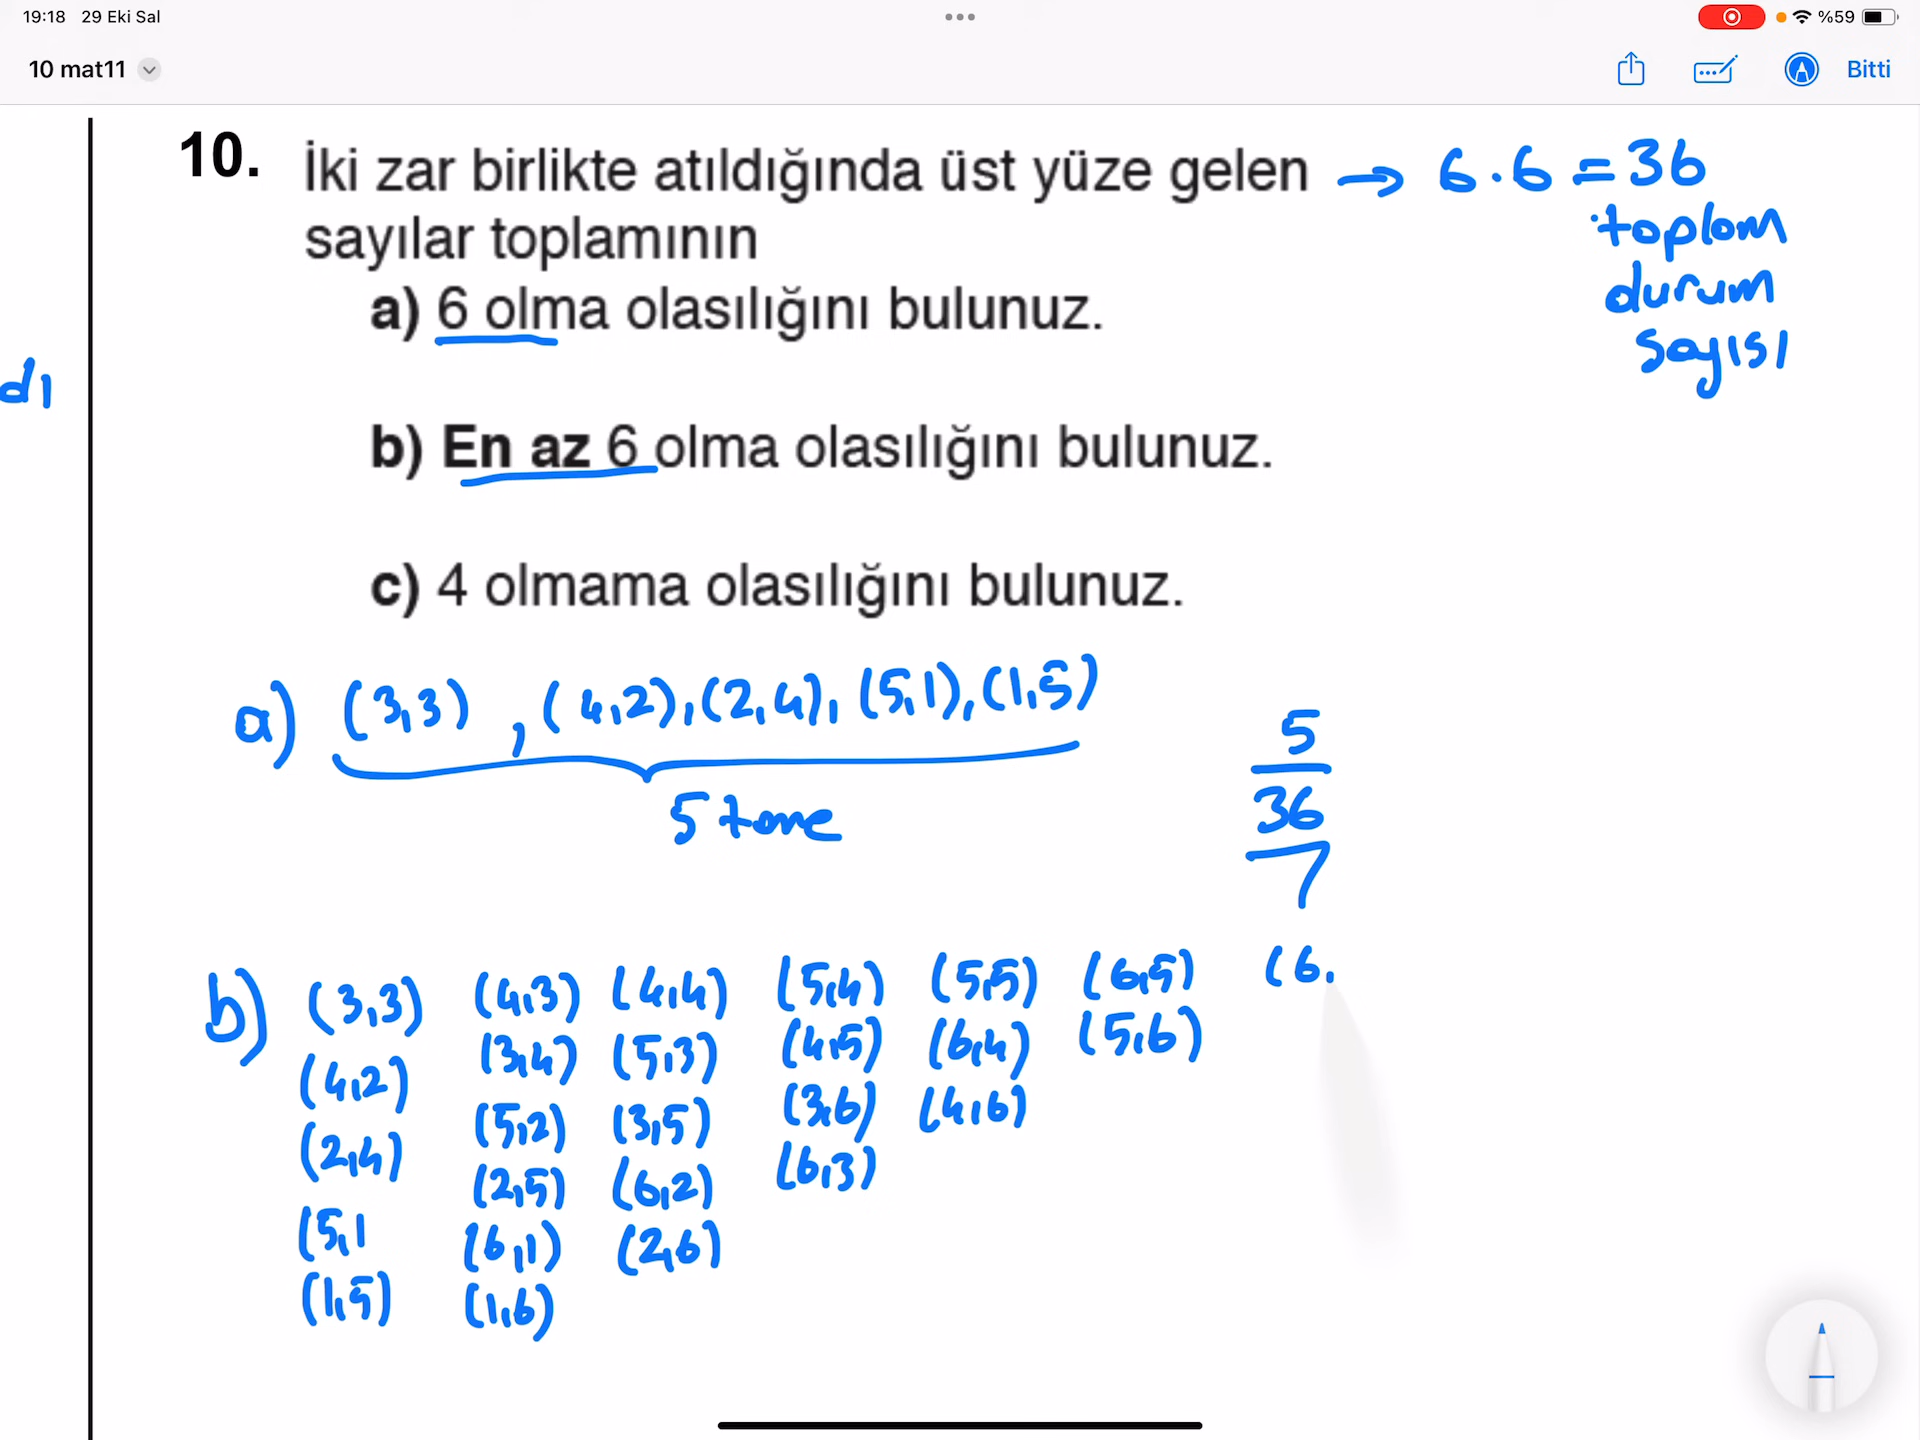 19:18 29 Eki Sal
%59
10 mat11
Bitti
10. İki zar birlikte atıldığında üst yüze gelen → 6.6 = 36
sayılar toplamının
toplam
durum
sayısı
a) 6 olma olasılığını bulunuz.
dı
b) En az 6 olma olasılığını bulunuz.
c) 4 olmama olasılığını bulunuz.
a) (3,3) , (4,2), (2,4), (5,1), (1,5)
5 tane
5
36
7
b) (3,3) (4,3) (4,4) (5,4) (5,5) (6,5) (6,
(4,2) (3,4) (5,3) (4,5) (6,4) (5,6)
(2,4) (5,2) (3,5) (3,6) (4,6)
(5,1 (2,5) (6,2) (6,3)
(1,5) (6,1) (2,6)
(1,6)